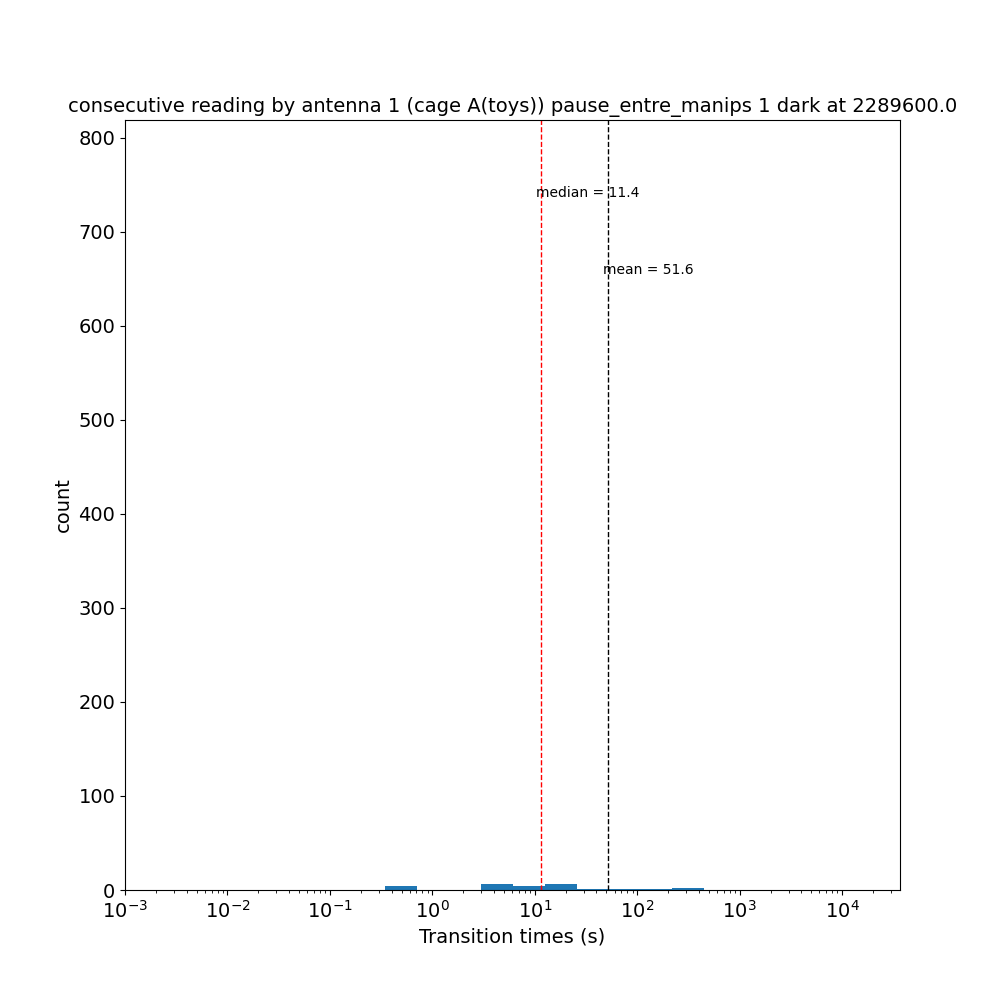 consecutive reading by antenna 1 (cage A(toys)) pause_entre_manips 1 dark at 2289600.0
800
median = 11.4
700
mean = 51.6
600
500
count
400
300
200
100
0
10⁻³ 10⁻² 10⁻¹ 10⁰ 10¹ 10² 10³ 10⁴
Transition times (s)